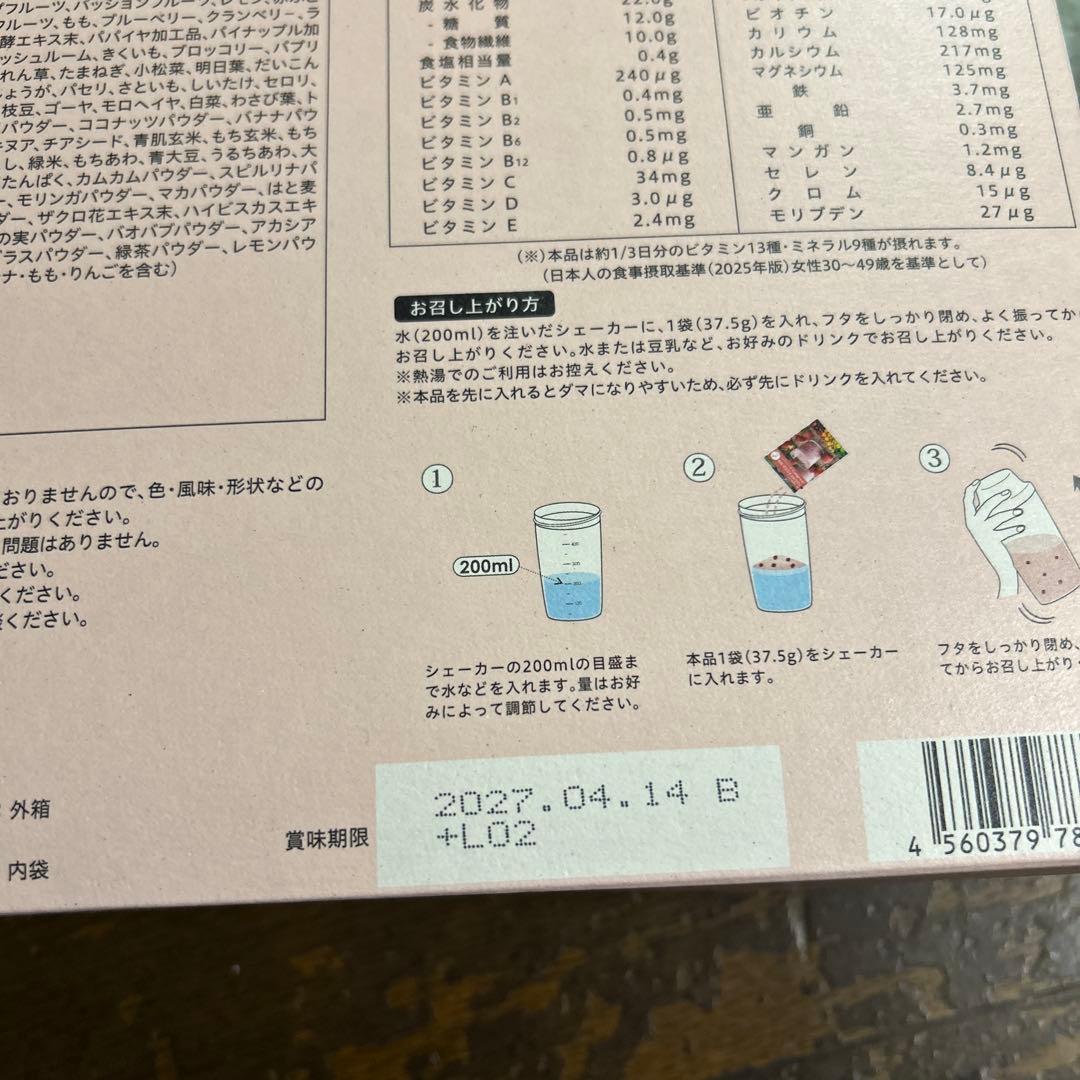 フルーツ、もも、ブルーベリー、クランベリー、ラ
酵エキス末、パパイヤ加工品、バイナップル加
ッシュルーム、きくいも、ブロッコリー、パプリ
れん草、たまねぎ、小松菜、明日葉、だいこん
しょうが、パセリ、さといも、しいたけ、セロリ、
枝豆、ゴーヤ、モロヘイヤ、白菜、わさび葉、ト
パウダー、ココナッツパウダー、バナナパウ
ヌア、チアシード、青肌玄米、もち玄米、もち
し、緑米、もちあわ、青大豆、うるちあわ、大
たんぱく、カムカムパウダー、スピルリナパ
ー、モリンガパウダー、マカパウダー、はと麦
ダー、ザクロ花エキス末、ハイビスカスエキ
の実パウダー、バオバブパウダー、アカシア
グラスパウダー、緑茶パウダー、レモンパウ
ナ・もも・りんごを含む）
炭水化物 22.0g
- 糖質 12.0g
- 食物繊維 10.0g
食塩相当量 0.4g
ビタミン A 240μg
ビタミン B1 0.4mg
ビタミン B2 0.5mg
ビタミン B6 0.5mg
ビタミン B12 0.8μg
ビタミン C 34mg
ビタミン D 3.0μg
ビタミン E 2.4mg
ビオチン 17.0μg
カリウム 128mg
カルシウム 217mg
マグネシウム 125mg
鉄 3.7mg
亜鉛 2.7mg
銅 0.3mg
マンガン 1.2mg
セレン 8.4μg
クロム 15μg
モリブデン 27μg
（※）本品は約1/3日分のビタミン13種・ミネラル9種が摂れます。
（日本人の食事摂取基準（2025年版）女性30～49歳を基準として）
お召し上がり方
水（200ml）を注いだシェーカーに、1袋（37.5g）を入れ、フタをしっかり閉め、よく振ってか
お召し上がりください。水または豆乳など、お好みのドリンクでお召し上がりください。
※熱湯でのご利用はお控えください。
※本品を先に入れるとダマになりやすいため、必ず先にドリンクを入れてください。
おりませんので、色・風味・形状などの
上がりください。
問題はありません。
ださい。
ください。
ください。
1
200ml
シェーカーの200mlの目盛ま
で水などを入れます。量はお好
みによって調節してください。
2
本品1袋（37.5g）をシェーカー
に入れます。
3
フタをしっかり閉め、
てからお召し上がり
外箱
内袋
賞味期限
2027.04.14 B
+L02
4 560379 78